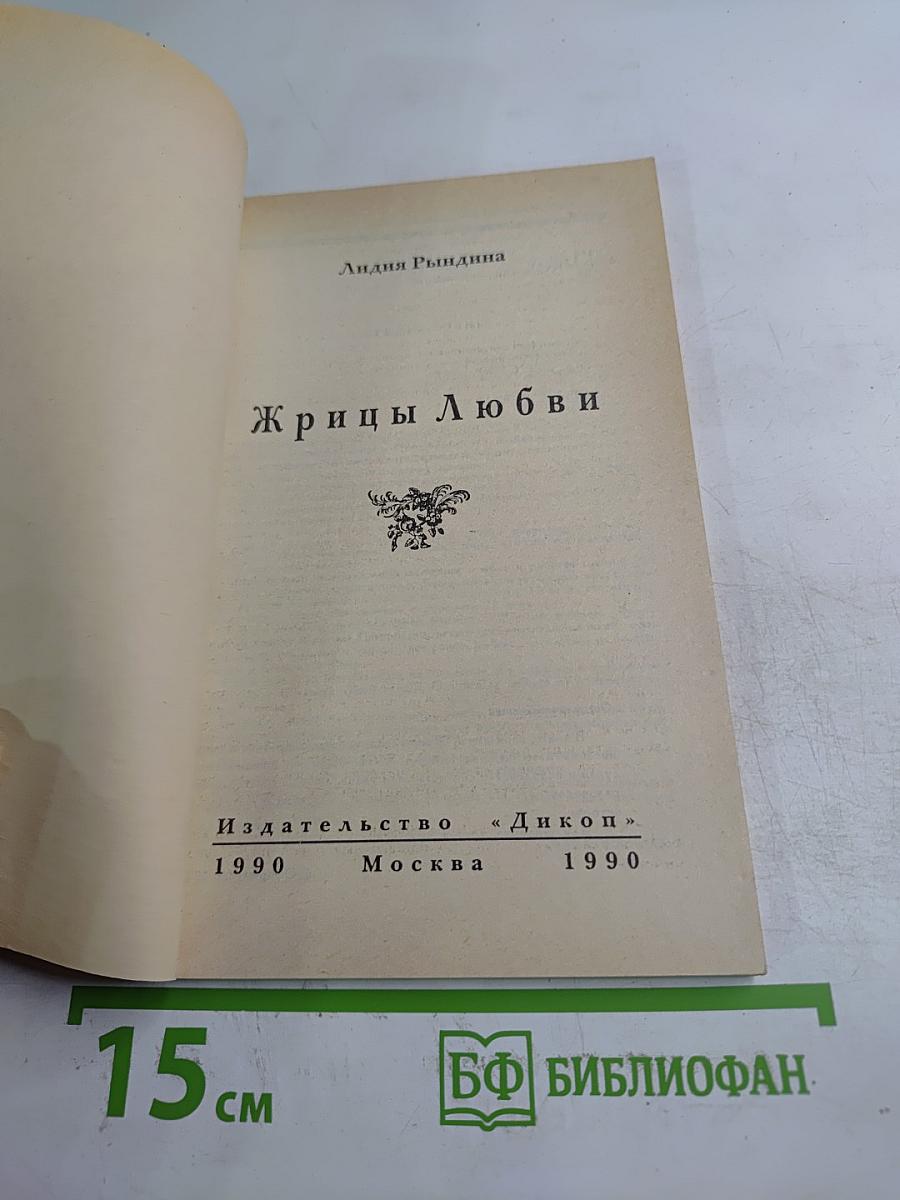 Лидия Рындина
Жрицы Любви
Издательство «Дикоп»
1990 Москва 1990
15 см
БФ БИБЛИОФАН